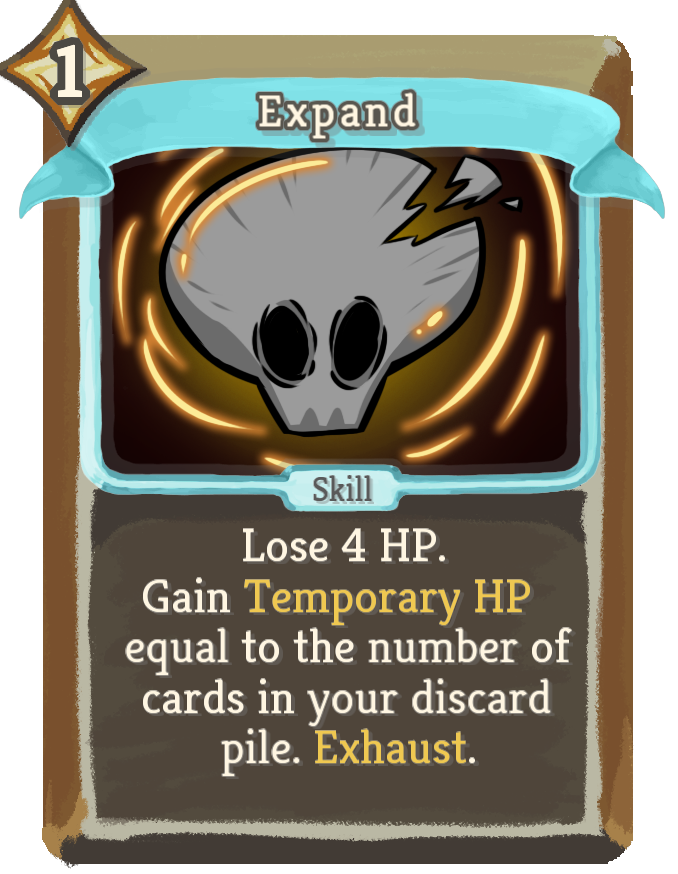 1
Expand
Skill
Lose 4 HP.
Gain Temporary HP
equal to the number of
cards in your discard
pile. Exhaust.